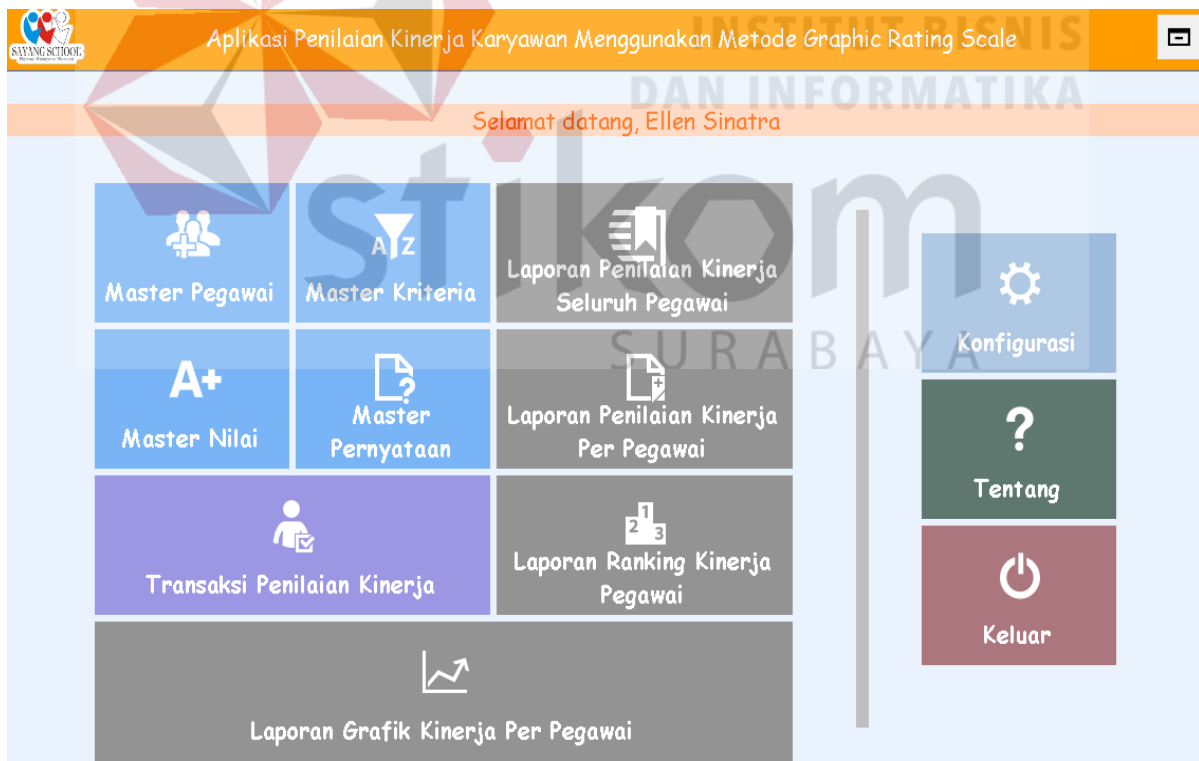 SAYANG SCHOOL
Aplikasi Penilaian Kinerja Karyawan Menggunakan Metode Graphic Rating Scale
INSTITUT BISNIS
DAN INFORMATIKA
Selamat datang, Ellen Sinatra
stikom
SURABAYA
Master Pegawai
Master Kriteria
Laporan Penilaian Kinerja
Seluruh Pegawai
A Z
A+
Master Nilai
Master
Pernyataan
Laporan Penilaian Kinerja
Per Pegawai
Transaksi Penilaian Kinerja
1
2 3
Laporan Ranking Kinerja
Pegawai
Laporan Grafik Kinerja Per Pegawai
Konfigurasi
?
Tentang
Keluar